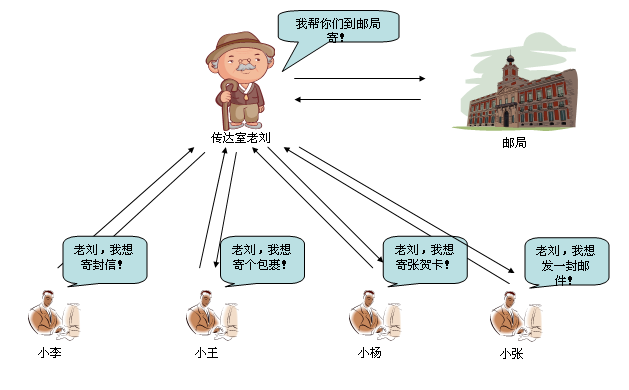 我帮你们到邮局
寄!
传达室老刘
邮局
老刘，我想
寄封信!
老刘，我想
寄个包裹!
老刘，我想
寄张贺卡!
老刘，我想
发一封邮
件!
小李
小王
小杨
小张